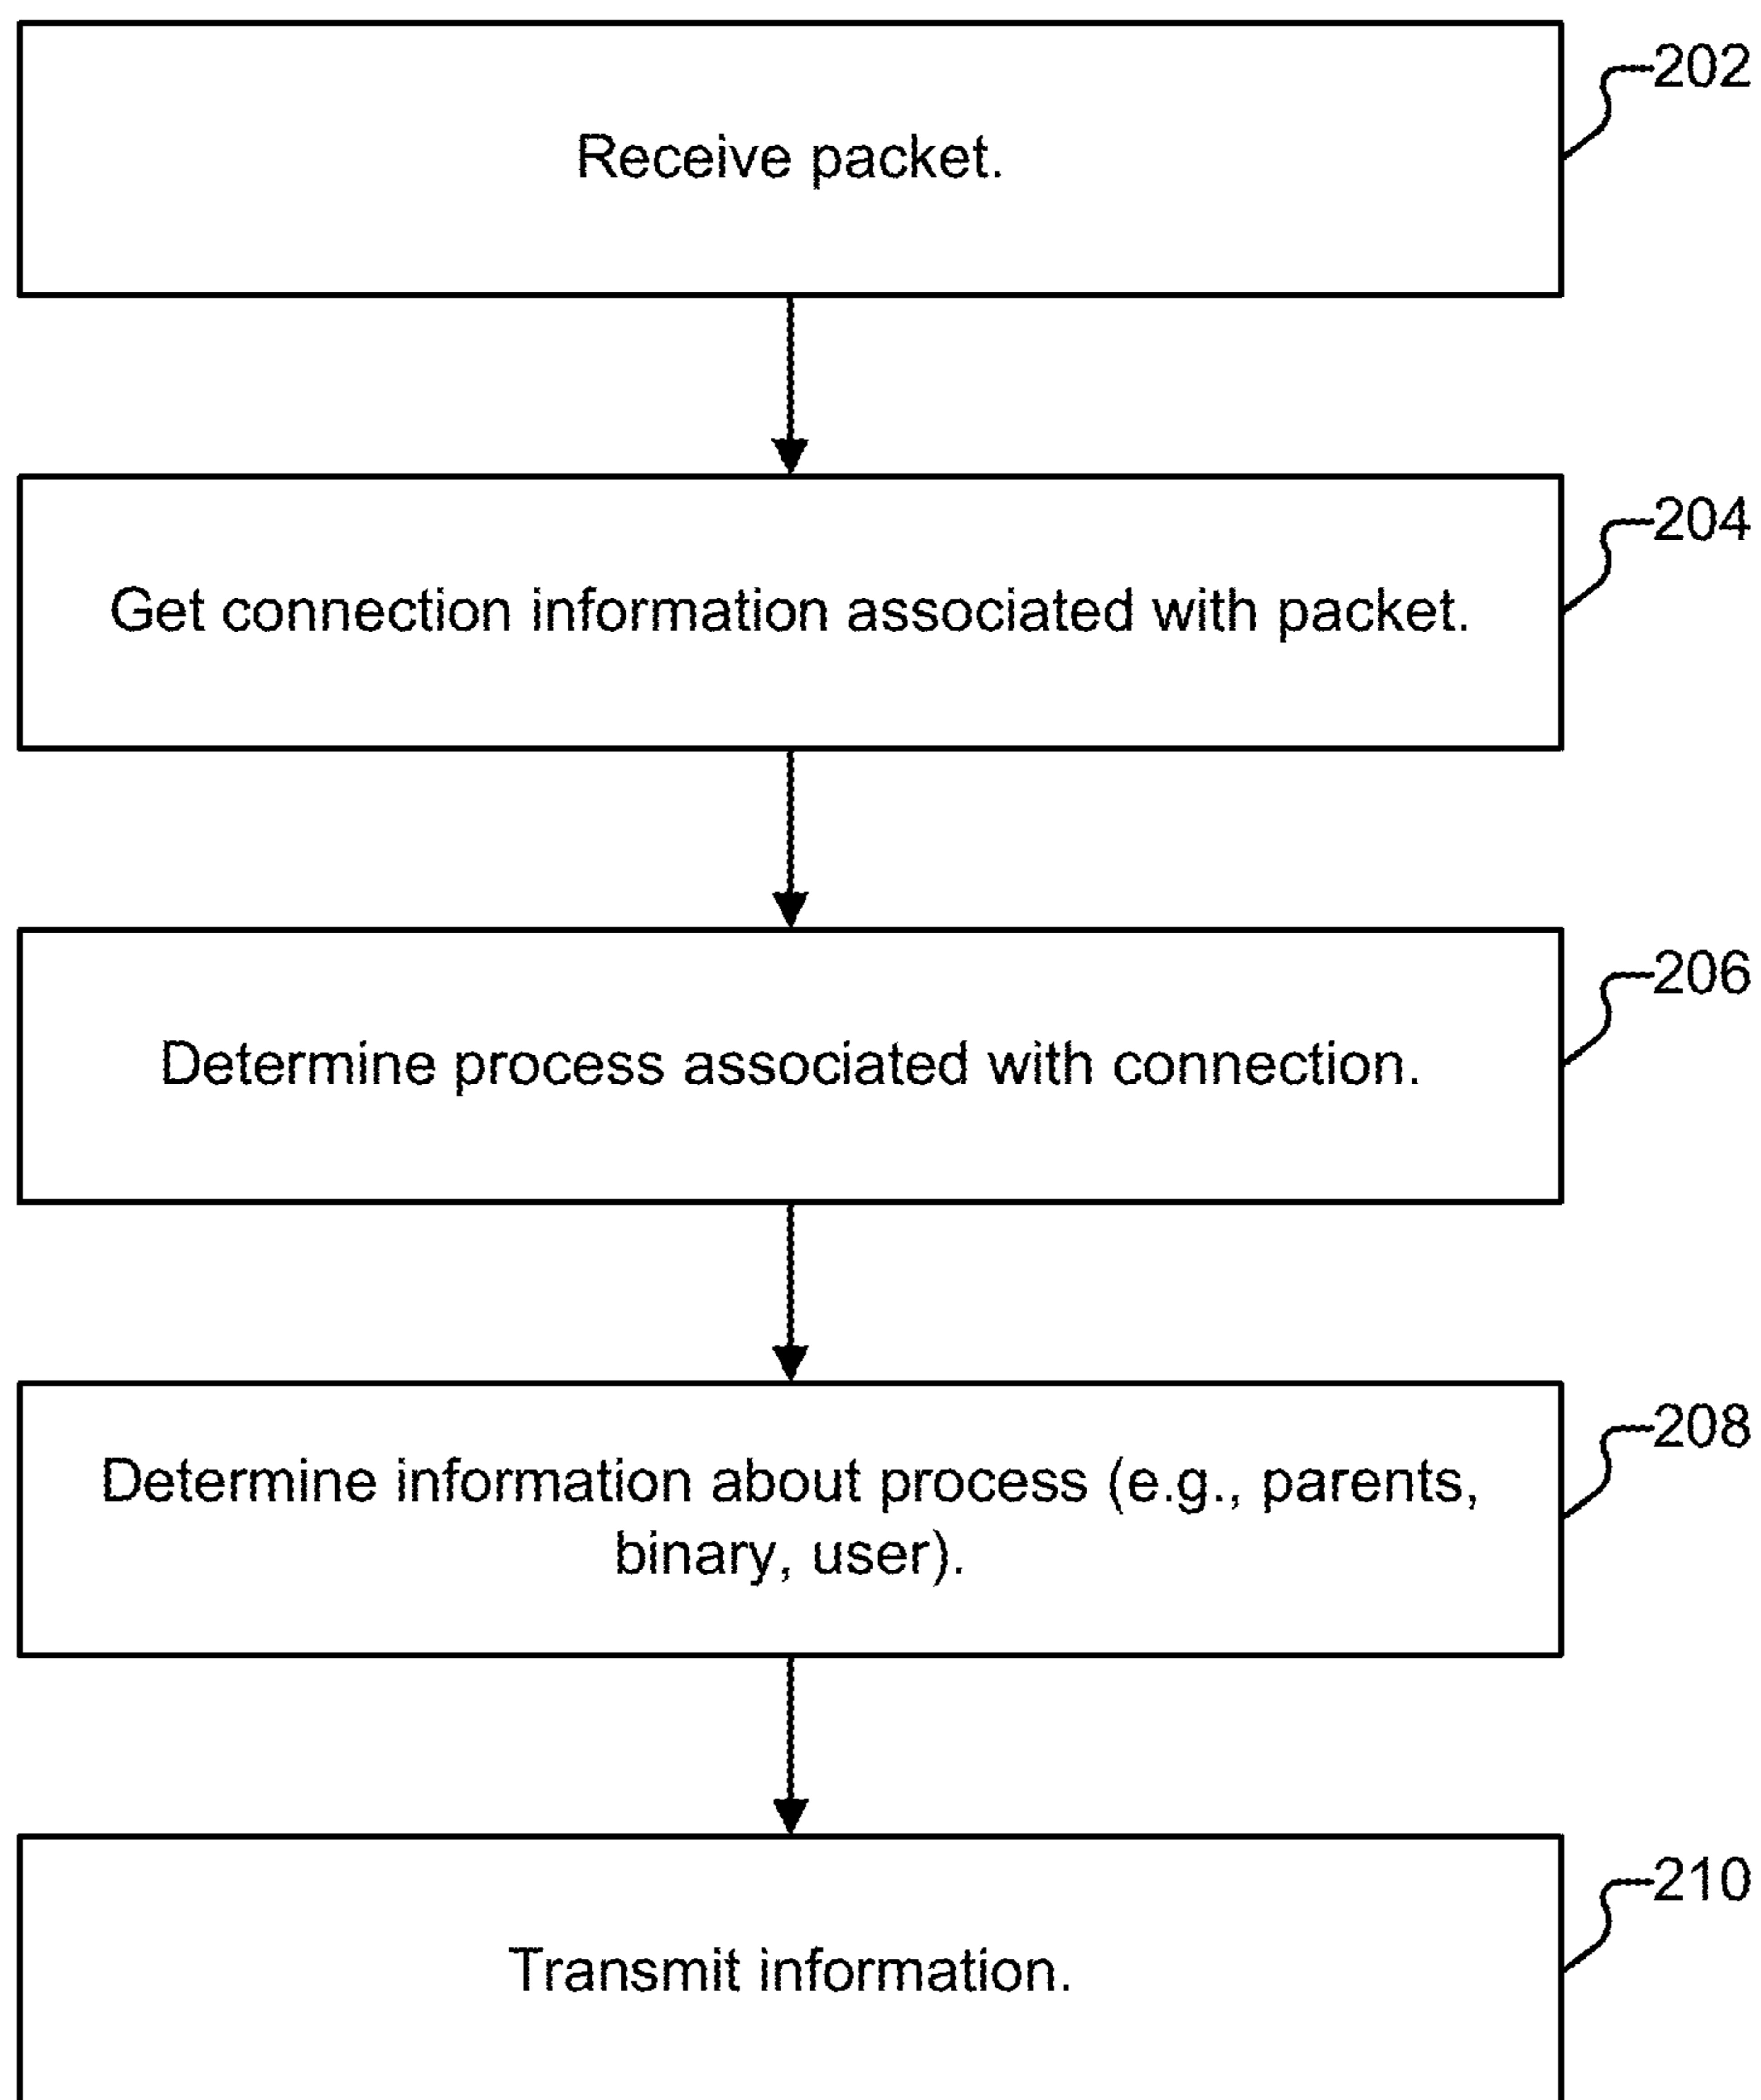 202
Receive packet.
204
Get connection information associated with packet.
206
Determine process associated with connection.
208
Determine information about process (e.g., parents,
binary, user).
210
Transmit information.